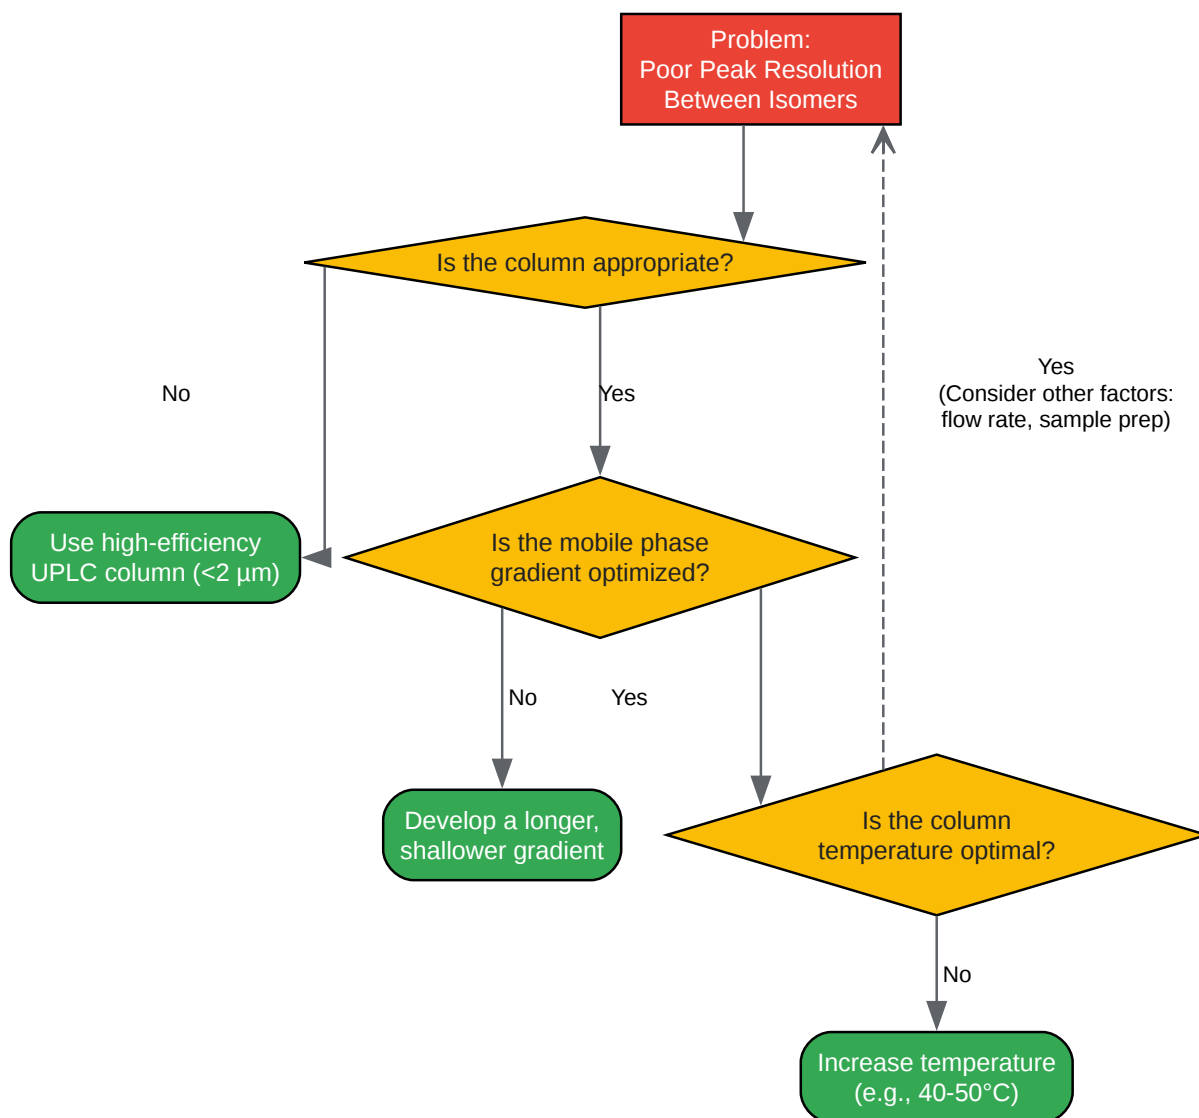 Problem:
Poor Peak Resolution
Between Isomers
Is the column appropriate?
No
Yes
Yes
(Consider other factors:
flow rate, sample prep)
Use high-efficiency
UPLC column (<2 µm)
Is the mobile phase
gradient optimized?
No
Yes
Develop a longer,
shallower gradient
Is the column
temperature optimal?
No
Increase temperature
(e.g., 40-50°C)